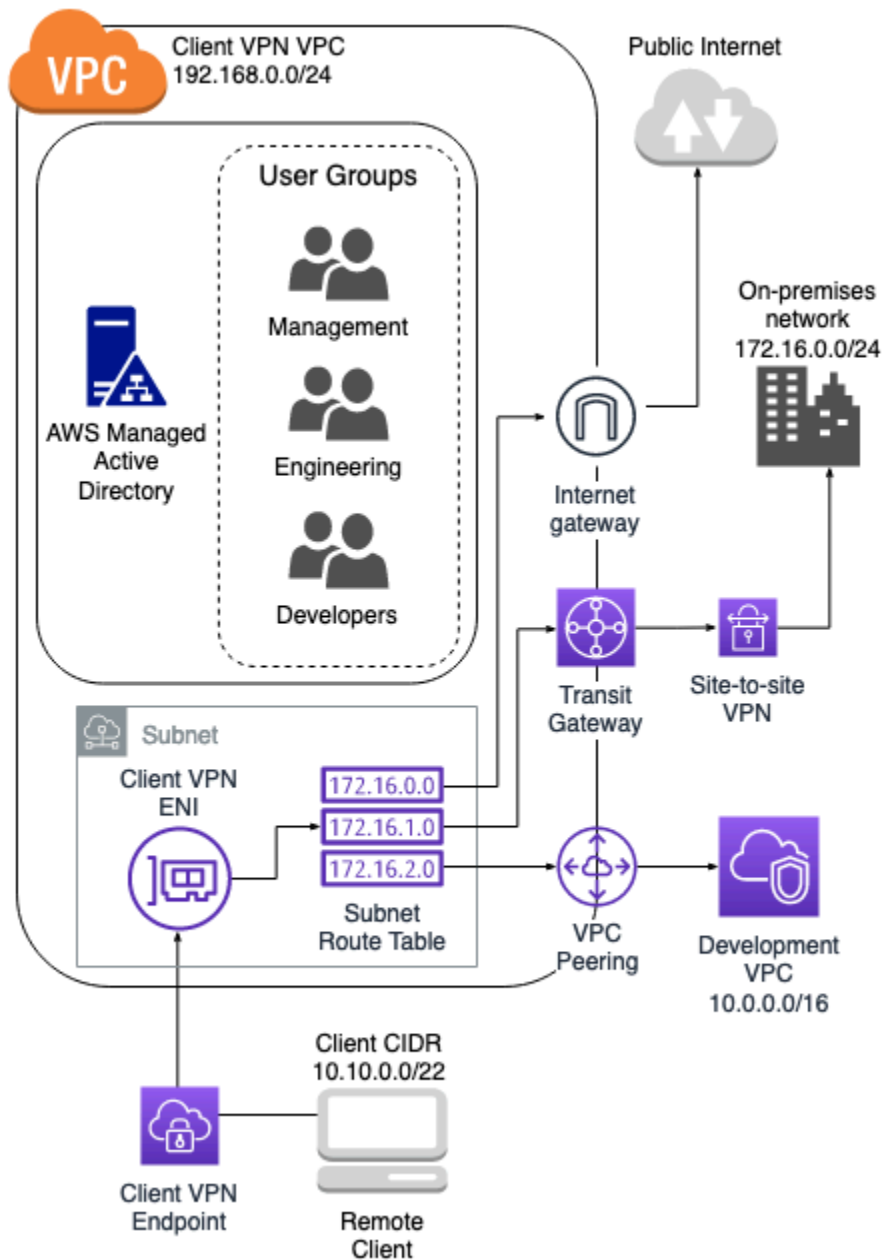 VPC
Client VPN VPC
192.168.0.0/24
Public Internet
User Groups
Management
Engineering
Developers
AWS Managed
Active
Directory
On-premises
network
172.16.0.0/24
Internet
gateway
Transit
Gateway
Site-to-site
VPN
Subnet
Client VPN
ENI
172.16.0.0
172.16.1.0
172.16.2.0
Subnet
Route Table
VPC
Peering
Development
VPC
10.0.0.0/16
Client CIDR
10.10.0.0/22
Client VPN
Endpoint
Remote
Client